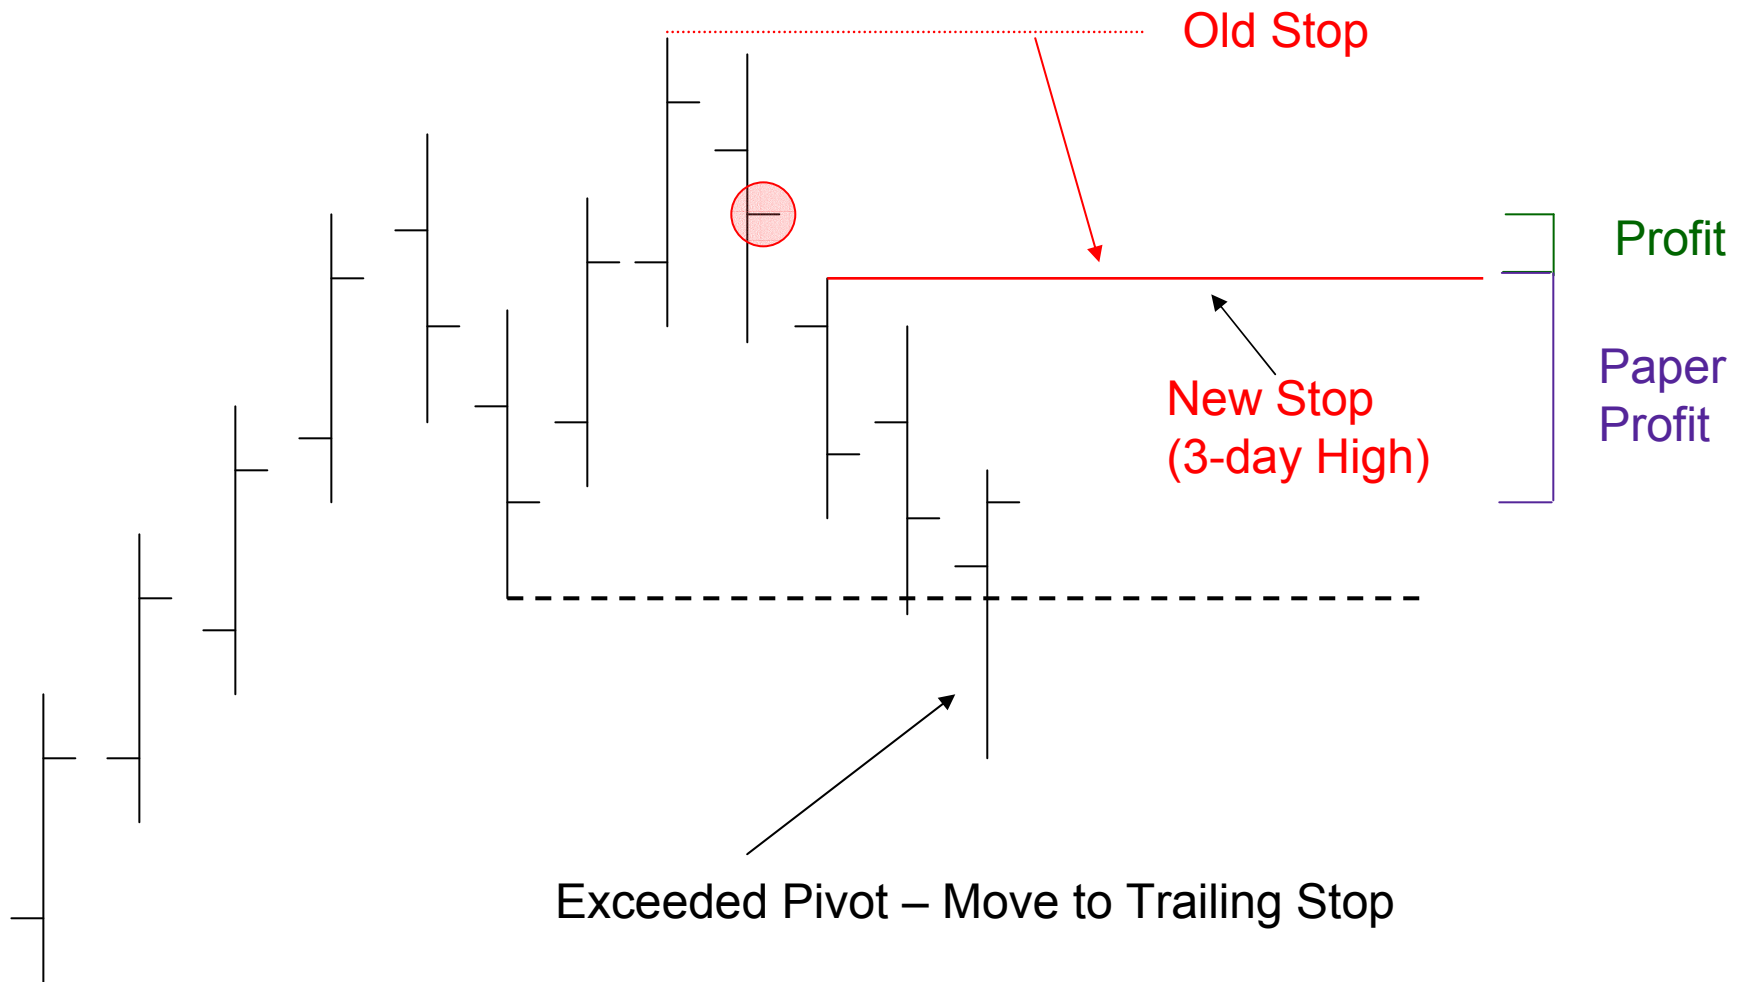 Old Stop
Profit
Paper
Profit
New Stop
(3-day High)
Exceeded Pivot – Move to Trailing Stop